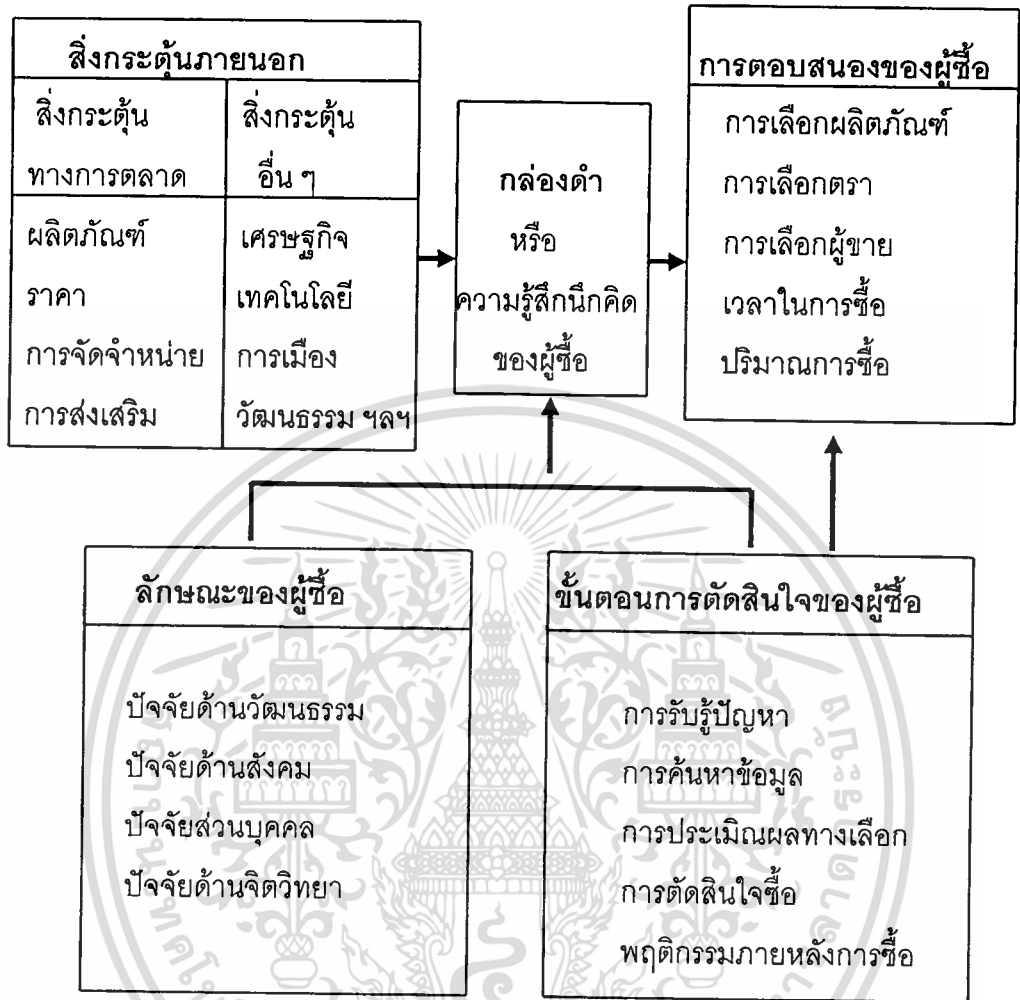 สิ่งกระตุ้นภายนอก
สิ่งกระตุ้น
ทางการตลาด
สิ่งกระตุ้น
อื่น ๆ
ผลิตภัณฑ์
ราคา
การจัดจำหน่าย
การส่งเสริม
เศรษฐกิจ
เทคโนโลยี
การเมือง
วัฒนธรรม ฯลฯ
กล่องดำ
หรือ
ความรู้สึกนึกคิด
ของผู้ซื้อ
การตอบสนองของผู้ซื้อ
การเลือกผลิตภัณฑ์
การเลือกตรา
การเลือกผู้ขาย
เวลาในการซื้อ
ปริมาณการซื้อ
ลักษณะของผู้ซื้อ
ปัจจัยด้านวัฒนธรรม
ปัจจัยด้านสังคม
ปัจจัยส่วนบุคคล
ปัจจัยด้านจิตวิทยา
ขั้นตอนการตัดสินใจของผู้ซื้อ
การรับรู้ปัญหา
การค้นหาข้อมูล
การประเมินผลทางเลือก
การตัดสินใจซื้อ
พฤติกรรมภายหลังการซื้อ